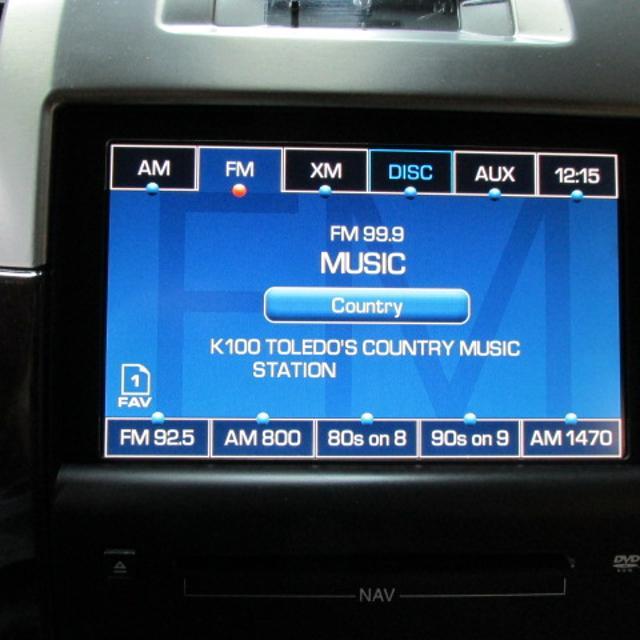 AM FM XM DISC AUX 12:15
FM 99.9
MUSIC
Country
K100 TOLEDO'S COUNTRY MUSIC
STATION
1
FAV
FM 92.5 AM 800 80s on 8 90s on 9 AM 1470
DVD
NAV